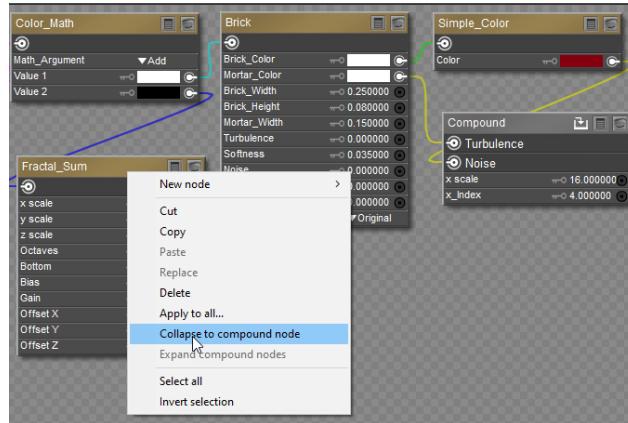 Color_Math
Math_Argument ▼Add
Value 1
Value 2
Brick
Brick_Color
Mortar_Color
Brick_Width 0.250000
Brick_Height 0.080000
Mortar_Width 0.150000
Turbulence 0.000000
Softness 0.035000
Noise 0.000000
0.000000
0.000000
▼Original
Simple_Color
Color
Compound
Turbulence
Noise
x scale 16.000000
x_Index 4.000000
Fractal_Sum
x scale
y scale
z scale
Octaves
Bottom
Bias
Gain
Offset X
Offset Y
Offset Z
New node >
Cut
Copy
Paste
Replace
Delete
Apply to all...
Collapse to compound node
Expand compound nodes
Select all
Invert selection